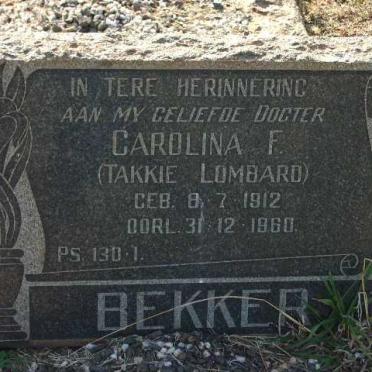 IN TERE HERINNERING
AAN MY GELIEFDE DOGTER
CAROLINA F.
(TAKKIE LOMBARD)
GEB. 8. 7. 1912
OORL. 31. 12. 1960.
PS. 130.1.
BEKKER